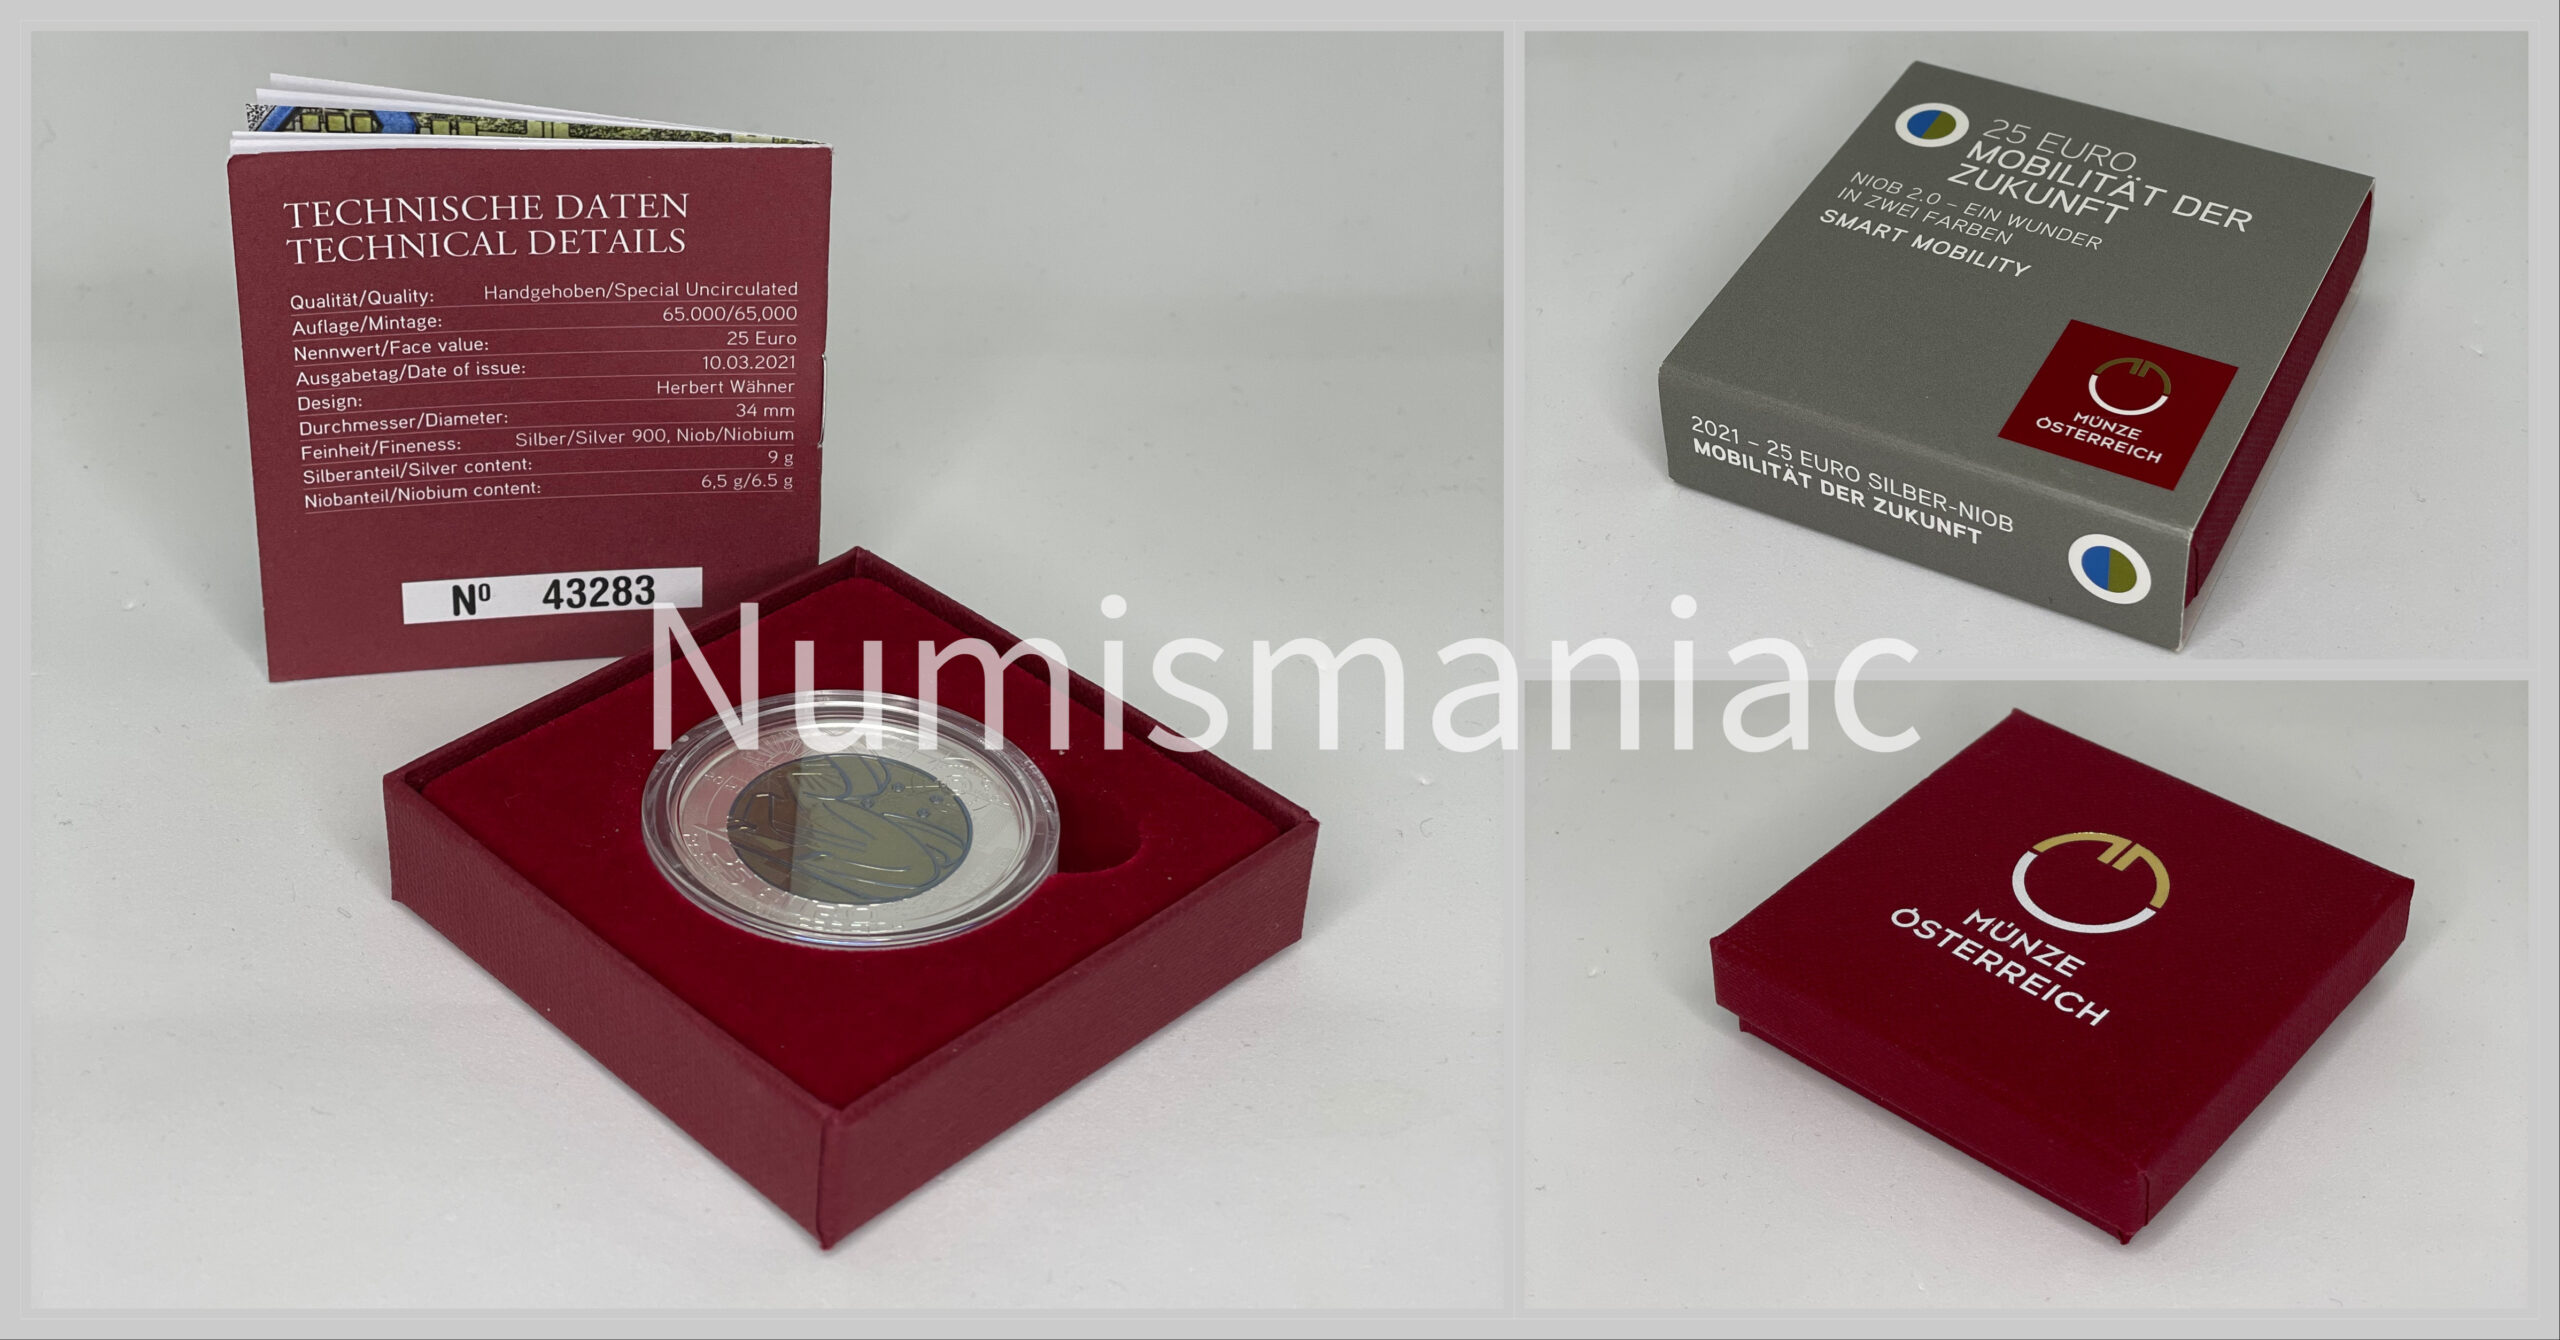 TECHNISCHE DATEN
TECHNICAL DETAILS
Qualität/Quality: Handgehoben/Special Uncirculated
Auflage/Mintage: 65.000/65,000
Nennwert/Face value: 25 Euro
Ausgabetag/Date of issue: 10.03.2021
Design: Herbert Wähner
Durchmesser/Diameter: 34 mm
Feinheit/Fineness: Silber/Silver 900, Niob/Niobium
Silberanteil/Silver content: 9 g
Niobanteil/Niobium content: 6,5 g/6.5 g
Nº 43283
25 EURO
MOBILITÄT DER
ZUKUNFT
NIOB 2.0 – EIN WUNDER
IN ZWEI FARBEN
SMART MOBILITY
MÜNZE
ÖSTERREICH
2021 – 25 EURO SILBER-NIOB
MOBILITÄT DER ZUKUNFT
Numismaniac
MÜNZE
ÖSTERREICH